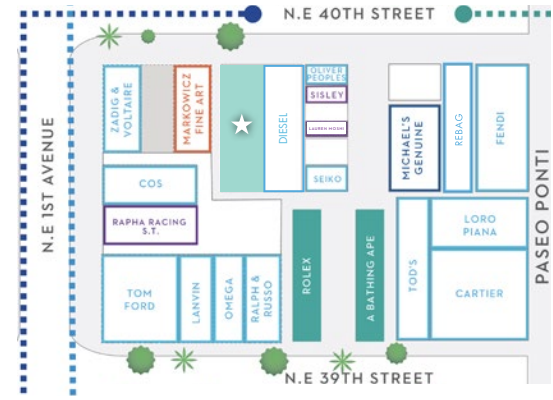 N.E 40TH STREET
ZADIG &
VOLTAIRE
MARKOWICZ
FINE ART
DIESEL
OLIVER
PEOPLES
SISLEY
LAUREN MOSHI
SEIKO
MICHAEL'S
GENUINE
REBAG
FENDI
N.E 1ST AVENUE
COS
RAPHA RACING
S.T.
TOM
FORD
LANVIN
OMEGA
RALPH &
RUSSO
ROLEX
A BATHING APE
TOD'S
LORO
PIANA
CARTIER
PASEO PONTI
N.E 39TH STREET